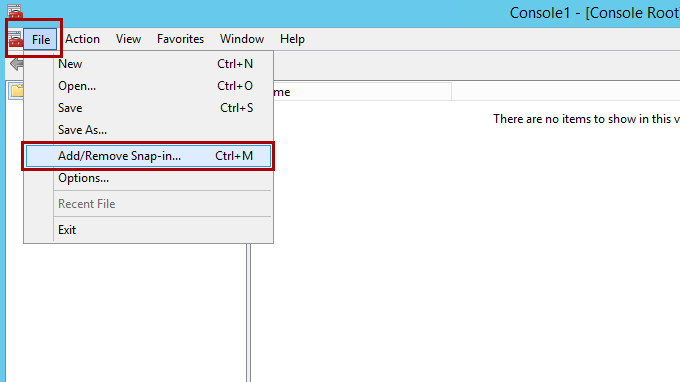 Console1 - [Console Root]
File Action View Favorites Window Help
New Ctrl+N
Open... Ctrl+O
Save Ctrl+S
Save As...
Add/Remove Snap-in... Ctrl+M
Options...
Recent File
Exit
me
There are no items to show in this v